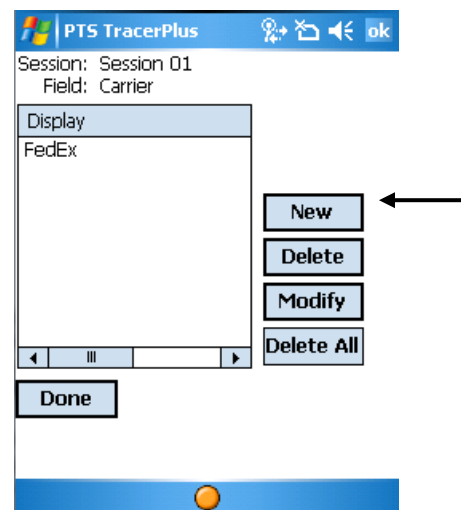 PTS TracerPlus
ok
Session: Session 01
Field: Carrier
Display
FedEx
New
Delete
Modify
Delete All
Done